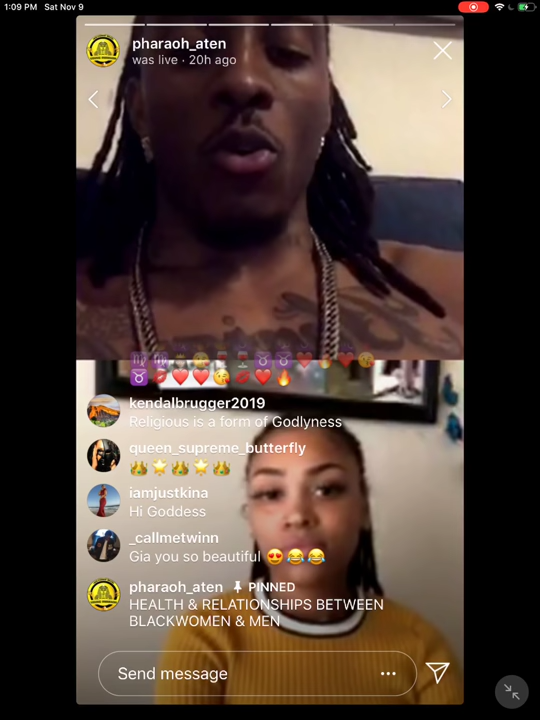 1:09 PM Sat Nov 9
pharaoh_aten
was live · 20h ago
kendalbrugger2019
Religious is a form of Godlyness
queen_supreme_butterfly
👑🌟👑🌟👑
iamjustkina
Hi Goddess
_callmetwinn
Gia you so beautiful 😍😂😂
pharaoh_aten 📌 PINNED
HEALTH & RELATIONSHIPS BETWEEN
BLACKWOMEN & MEN
Send message